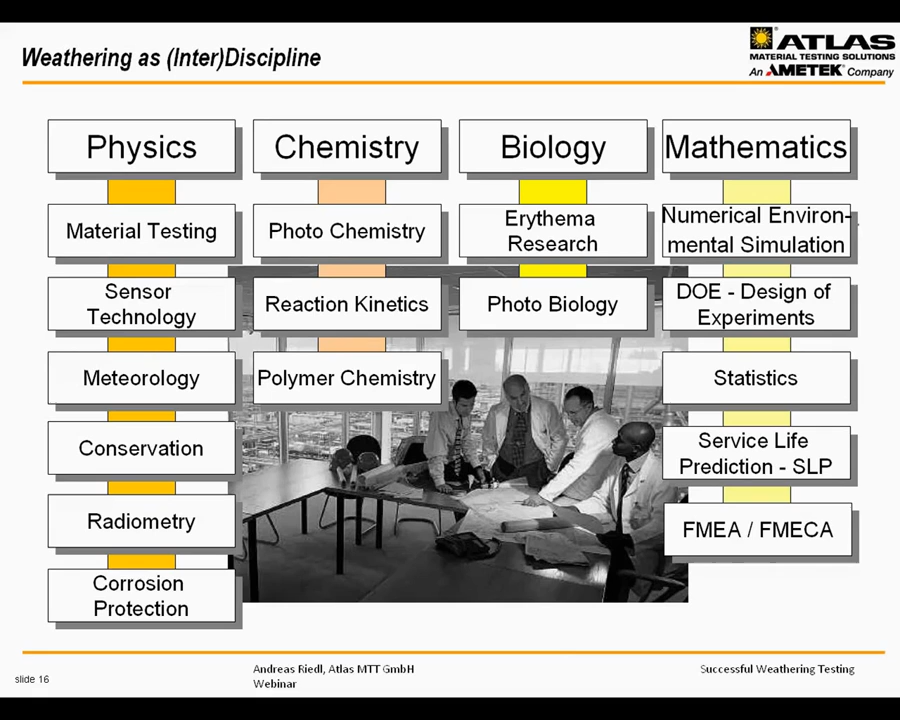 Weathering as (Inter)Discipline
ATLAS
MATERIAL TESTING SOLUTIONS
An AMETEK® Company
Physics
Material Testing
Sensor
Technology
Meteorology
Conservation
Radiometry
Corrosion
Protection
Chemistry
Photo Chemistry
Reaction Kinetics
Polymer Chemistry
Biology
Erythema
Research
Photo Biology
Mathematics
Numerical Environ-
mental Simulation
DOE - Design of
Experiments
Statistics
Service Life
Prediction - SLP
FMEA / FMECA
slide 16
Andreas Riedl, Atlas MTT GmbH
Webinar
Successful Weathering Testing